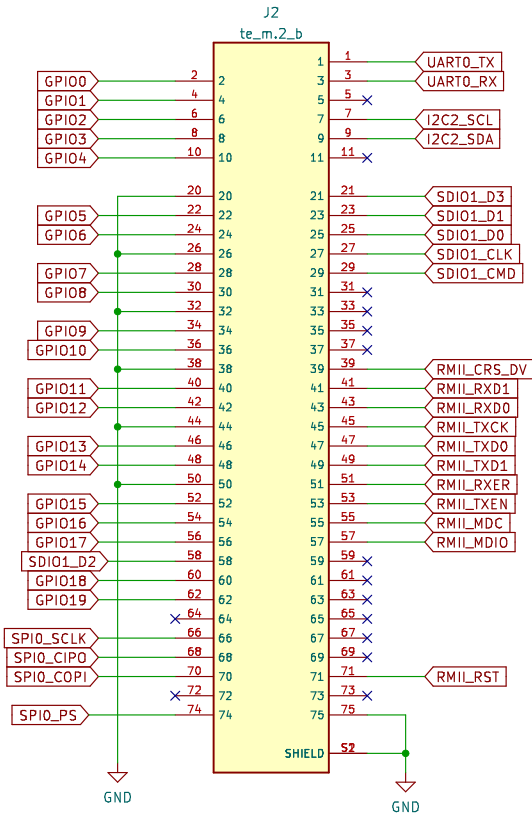 J2
te_m.2_b
1 1 UART0_TX
GPIO0 2 2 3 3 UART0_RX
GPIO1 4 4 5 5
GPIO2 6 6 7 7 I2C2_SCL
GPIO3 8 8 9 9 I2C2_SDA
GPIO4 10 10 11 11
20 20 21 21 SDIO1_D3
GPIO5 22 22 23 23 SDIO1_D1
GPIO6 24 24 25 25 SDIO1_D0
26 26 27 27 SDIO1_CLK
GPIO7 28 28 29 29 SDIO1_CMD
GPIO8 30 30 31 31
32 32 33 33
GPIO9 34 34 35 35
GPIO10 36 36 37 37
38 38 39 39 RMII_CRS_DV
GPIO11 40 40 41 41 RMII_RXD1
GPIO12 42 42 43 43 RMII_RXD0
44 44 45 45 RMII_TXCK
GPIO13 46 46 47 47 RMII_TXD0
GPIO14 48 48 49 49 RMII_TXD1
50 50 51 51 RMII_RXER
GPIO15 52 52 53 53 RMII_TXEN
GPIO16 54 54 55 55 RMII_MDC
GPIO17 56 56 57 57 RMII_MDIO
SDIO1_D2 58 58 59 59
GPIO18 60 60 61 61
GPIO19 62 62 63 63
64 64 65 65
SPI0_SCLK 66 66 67 67
SPI0_CIPO 68 68 69 69
SPI0_COPI 70 70 71 71 RMII_RST
72 72 73 73
SPI0_PS 74 74 75 75
SHIELD
GND
GND